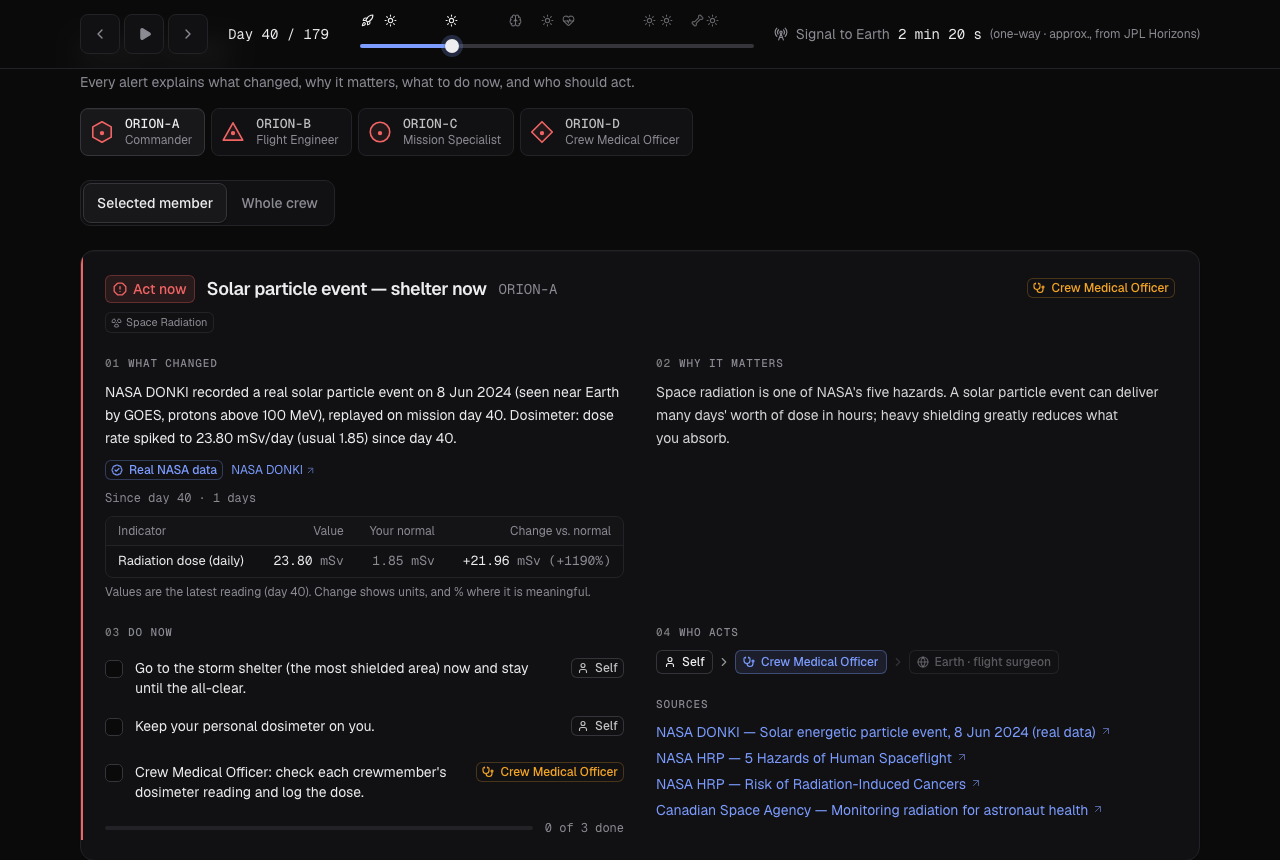 Day 40 / 179
Signal to Earth 2 min 20 s (one-way · approx., from JPL Horizons)
Every alert explains what changed, why it matters, what to do now, and who should act.
ORION-A
Commander
ORION-B
Flight Engineer
ORION-C
Mission Specialist
ORION-D
Crew Medical Officer
Selected member
Whole crew
Act now
Solar particle event — shelter now ORION-A
Crew Medical Officer
Space Radiation
01 WHAT CHANGED
NASA DONKI recorded a real solar particle event on 8 Jun 2024 (seen near Earth
by GOES, protons above 100 MeV), replayed on mission day 40. Dosimeter: dose
rate spiked to 23.80 mSv/day (usual 1.85) since day 40.
Real NASA data NASA DONKI ↗
Since day 40 · 1 days
Indicator Value Your normal Change vs. normal
Radiation dose (daily) 23.80 mSv 1.85 mSv +21.96 mSv (+1190%)
Values are the latest reading (day 40). Change shows units, and % where it is meaningful.
02 WHY IT MATTERS
Space radiation is one of NASA's five hazards. A solar particle event can deliver
many days' worth of dose in hours; heavy shielding greatly reduces what
you absorb.
03 DO NOW
Go to the storm shelter (the most shielded area) now and stay
until the all-clear.
Self
Keep your personal dosimeter on you.
Self
Crew Medical Officer: check each crewmember's
dosimeter reading and log the dose.
Crew Medical Officer
0 of 3 done
04 WHO ACTS
Self › Crew Medical Officer › Earth · flight surgeon
SOURCES
NASA DONKI — Solar energetic particle event, 8 Jun 2024 (real data) ↗
NASA HRP — 5 Hazards of Human Spaceflight ↗
NASA HRP — Risk of Radiation-Induced Cancers ↗
Canadian Space Agency — Monitoring radiation for astronaut health ↗